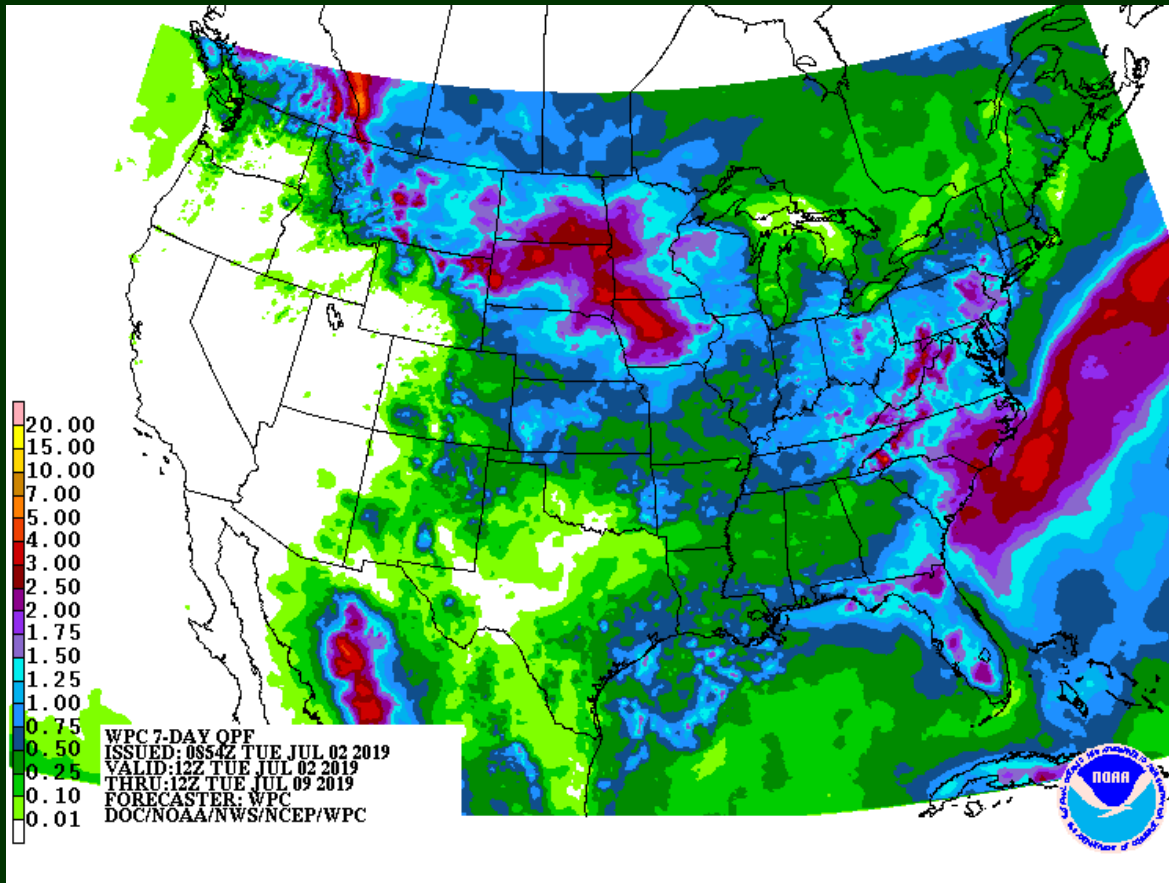 20.00
15.00
10.00
7.00
5.00
4.00
3.00
2.50
2.00
1.75
1.50
1.25
1.00
0.75
0.50
0.25
0.10
0.01
WPC 7-DAY QPF
ISSUED: 0854Z TUE JUL 02 2019
VALID:12Z TUE JUL 02 2019
THRU:12Z TUE JUL 09 2019
FORECASTER: WPC
DOC/NOAA/NWS/NCEP/WPC
NOAA